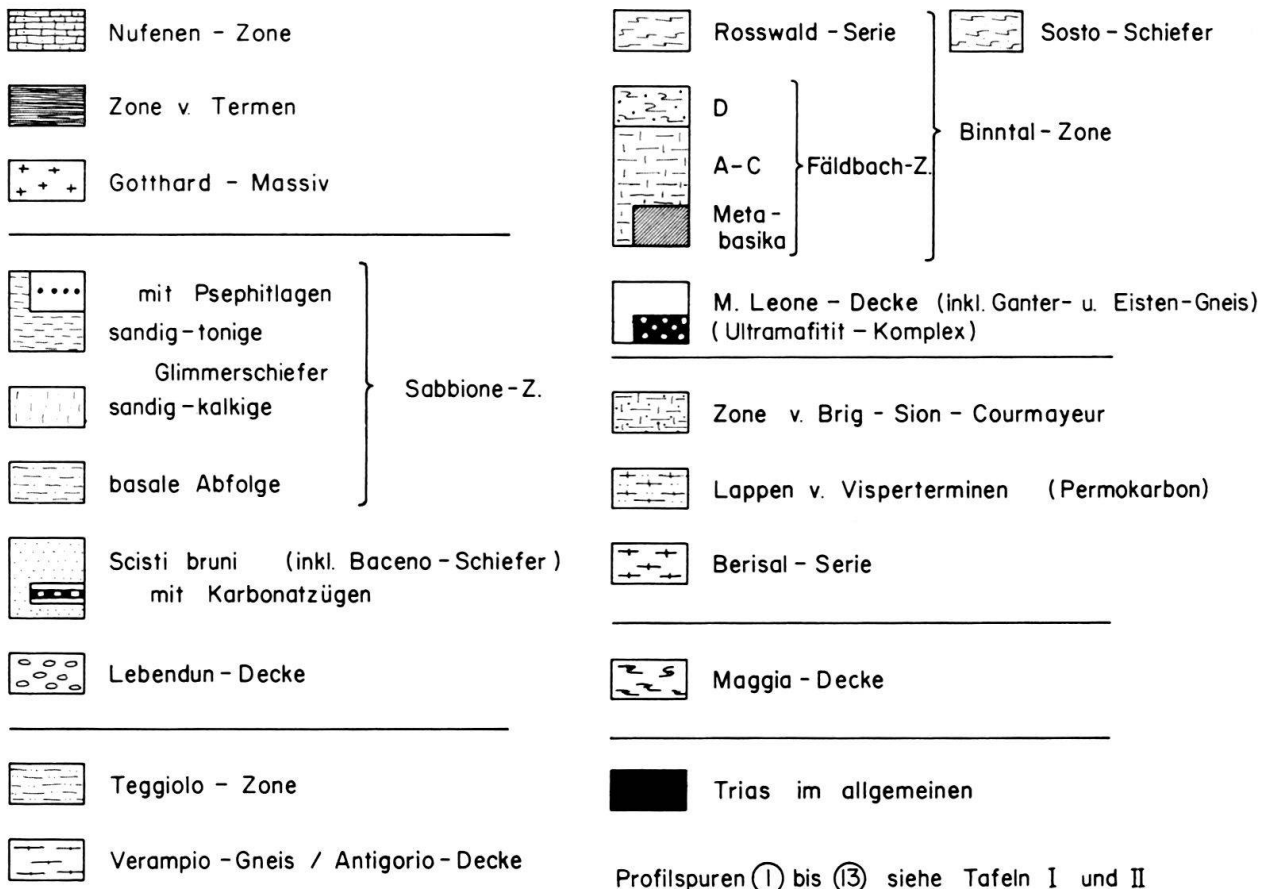 Nufenen - Zone
Zone v. Termen
Gotthard - Massiv
mit Psephitlagen
sandig - tonige
Glimmerschiefer
sandig - kalkige
basale Abfolge
Sabbione - Z.
Scisti bruni (inkl. Baceno - Schiefer)
mit Karbonatzügen
Lebendun - Decke
Teggiolo - Zone
Verampio - Gneis / Antigorio - Decke
Rosswald - Serie
Sosto - Schiefer
D
A - C
Meta -
basika
Fäldbach - Z.
Binntal - Zone
M. Leone - Decke (inkl. Ganter- u. Eisten - Gneis)
(Ultramafitit - Komplex)
Zone v. Brig - Sion - Courmayeur
Lappen v. Visperterminen (Permokarbon)
Berisal - Serie
Maggia - Decke
Trias im allgemeinen
Profilspuren ① bis ⑬ siehe Tafeln I und II